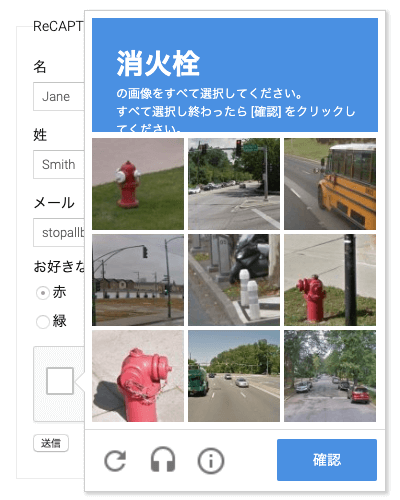 ReCAPT
消火栓
の画像をすべて選択してください。
すべて選択し終わったら [確認] をクリックし
てください。
名
Jane
姓
Smith
メール
stopallb
お好きな
赤
緑
送信
確認